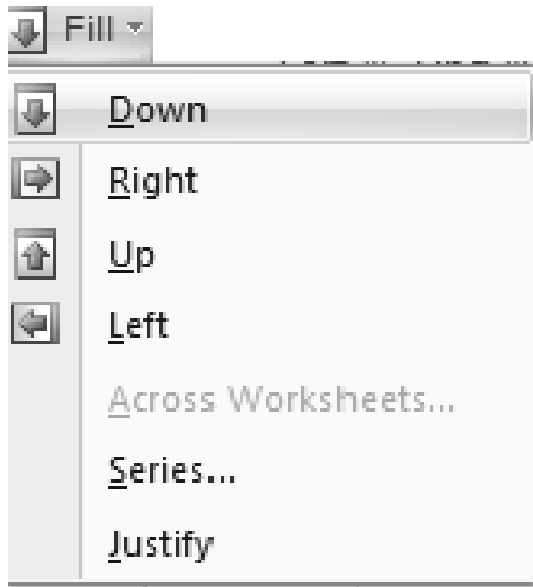 Fill
Down
Right
Up
Left
Across Worksheets...
Series...
Justify